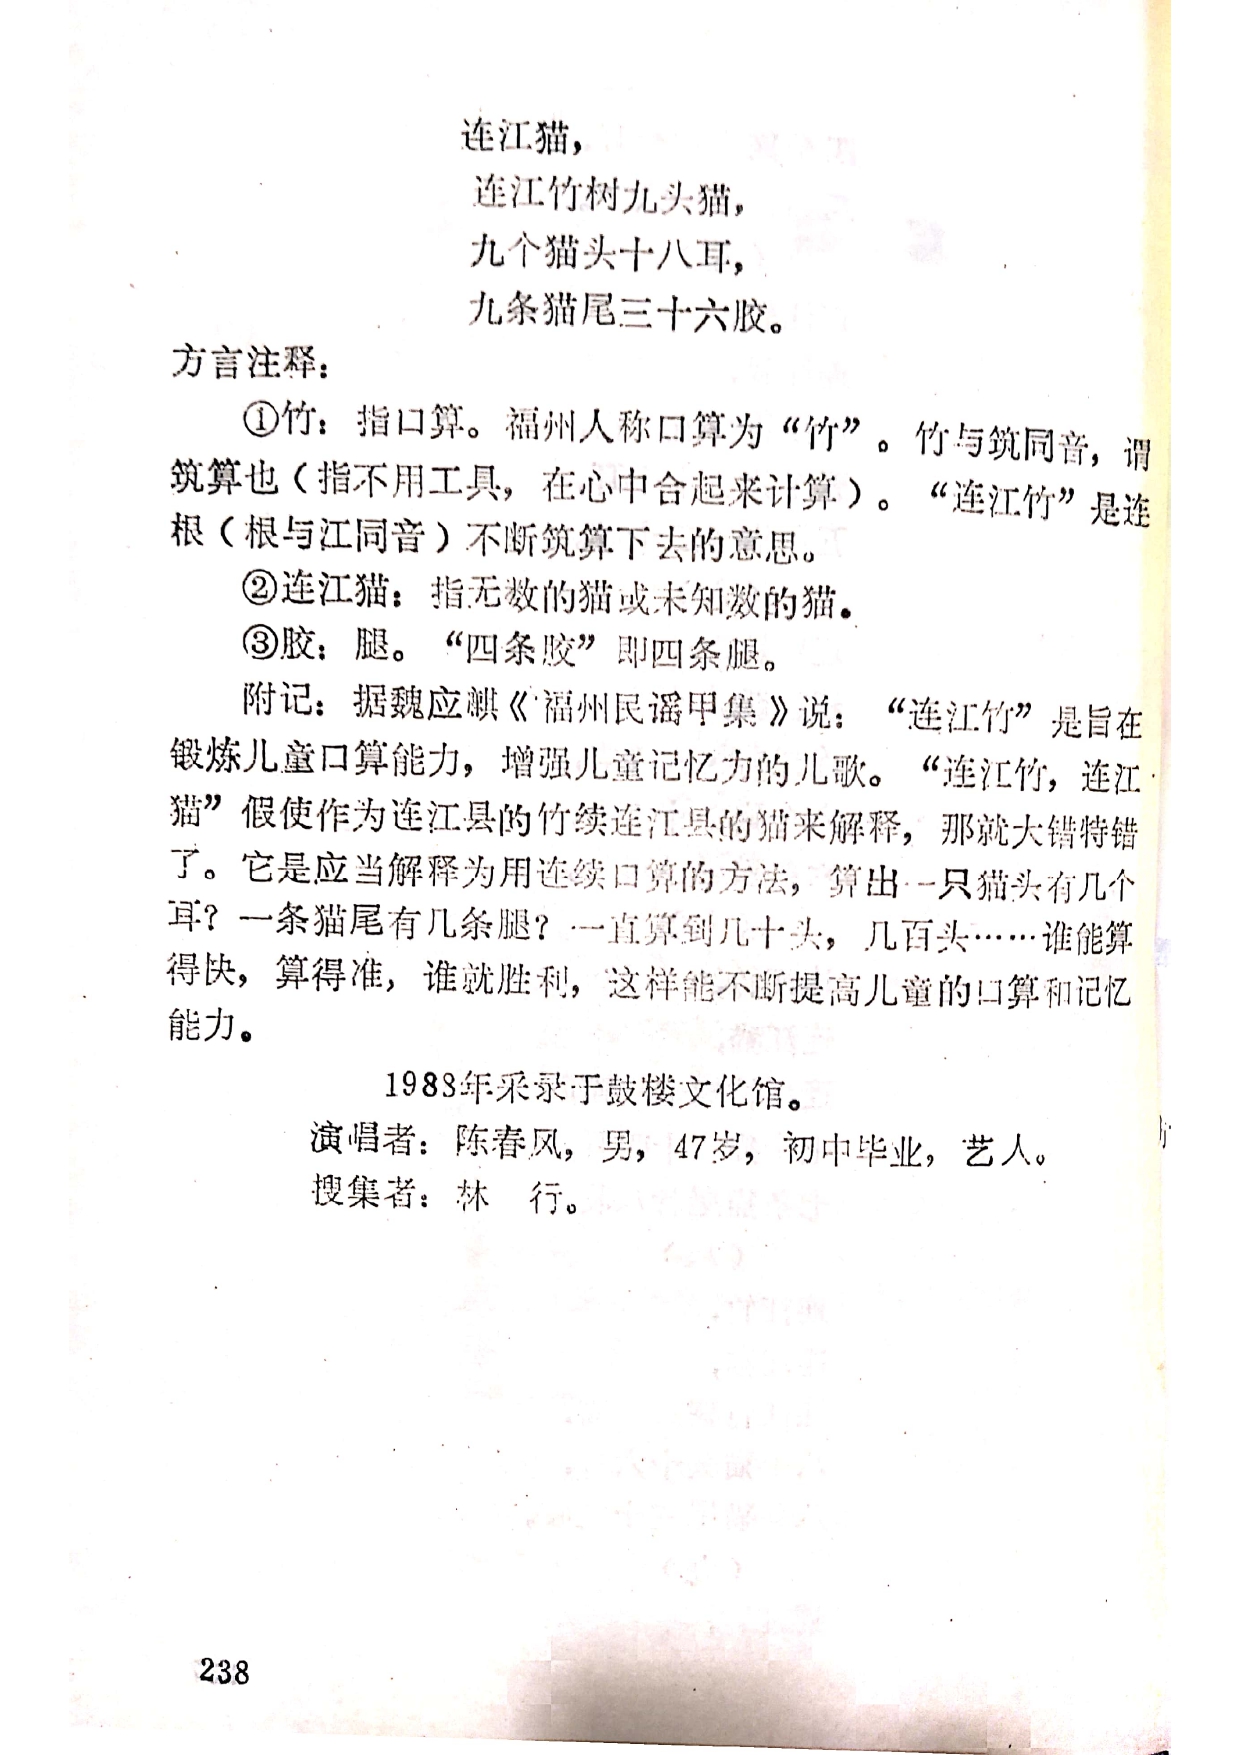 连江猫，
连江竹树九头猫，
九个猫头十八耳，
九条猫尾三十六胶。
方言注释：
①竹：指口算。福州人称口算为“竹”。竹与筑同音，谓
筑算也（指不用工具，在心中合起来计算）。“连江竹”是连
根（根与江同音）不断筑算下去的意思。
②连江猫：指无数的猫或未知数的猫。
③胶：腿。“四条胶”即四条腿。
附记：据魏应麒《福州民谣甲集》说：“连江竹”是旨在
锻炼儿童口算能力，增强儿童记忆力的儿歌。“连江竹，连江
猫”假使作为连江县的竹续连江县的猫来解释，那就大错特错
了。它是应当解释为用连续口算的方法，算出一只猫头有几个
耳？一条猫尾有几条腿？一直算到几十头，几百头……谁能算
得快，算得准，谁就胜利，这样能不断提高儿童的口算和记忆
能力。
1988年采录于鼓楼文化馆。
演唱者：陈春风，男，47岁，初中毕业，艺人。
搜集者：林　行。
238